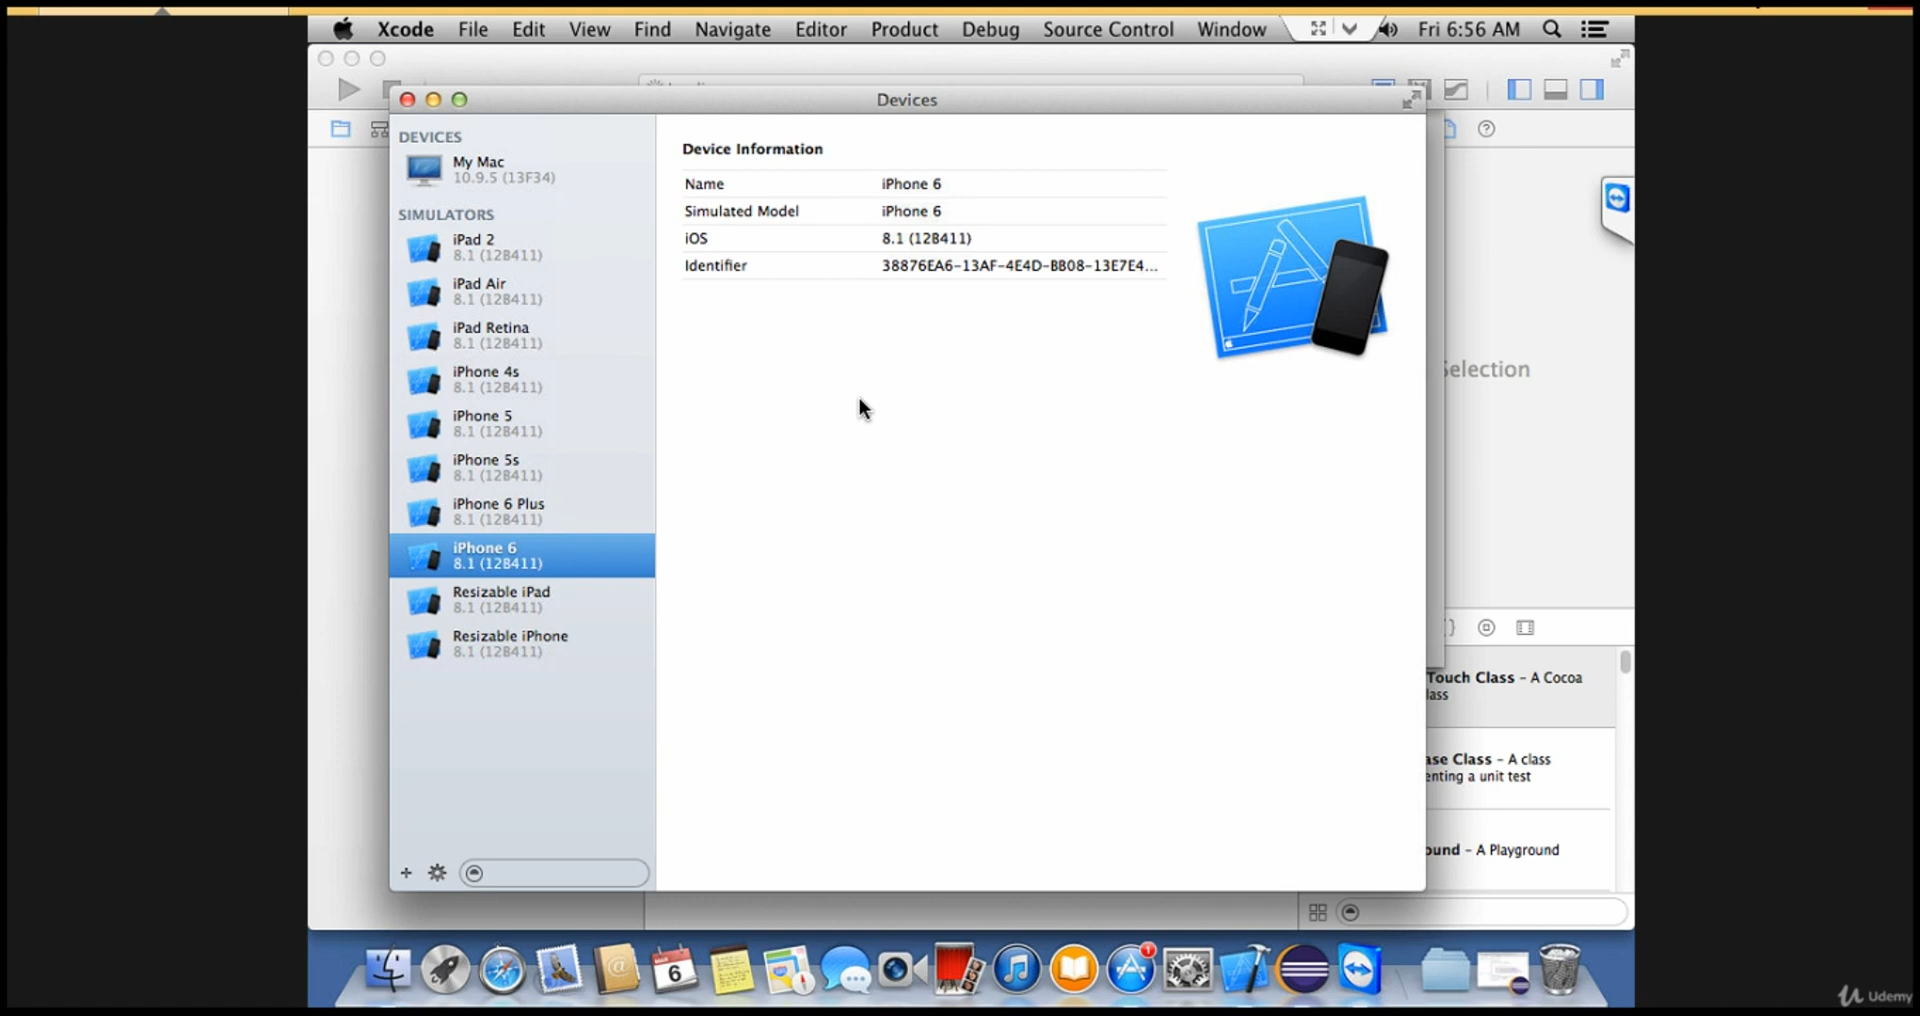 Xcode File Edit View Find Navigate Editor Product Debug Source Control Window Fri 6:56 AM
Devices
DEVICES
My Mac
10.9.5 (13F34)
SIMULATORS
iPad 2
8.1 (12B411)
iPad Air
8.1 (12B411)
iPad Retina
8.1 (12B411)
iPhone 4s
8.1 (12B411)
iPhone 5
8.1 (12B411)
iPhone 5s
8.1 (12B411)
iPhone 6 Plus
8.1 (12B411)
iPhone 6
8.1 (12B411)
Resizable iPad
8.1 (12B411)
Resizable iPhone
8.1 (12B411)
Device Information
Name iPhone 6
Simulated Model iPhone 6
iOS 8.1 (12B411)
Identifier 38876EA6-13AF-4E4D-BB08-13E7E4...
Selection
Touch Class - A Cocoa
lass
ase Class - A class
enting a unit test
ound - A Playground
6
1
Udemy